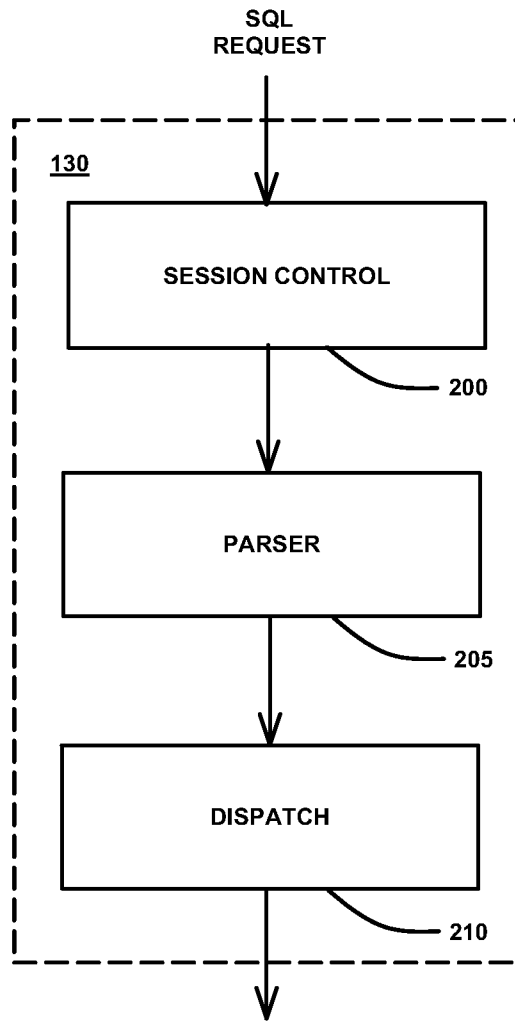 SQL
REQUEST
130
SESSION CONTROL
200
PARSER
205
DISPATCH
210